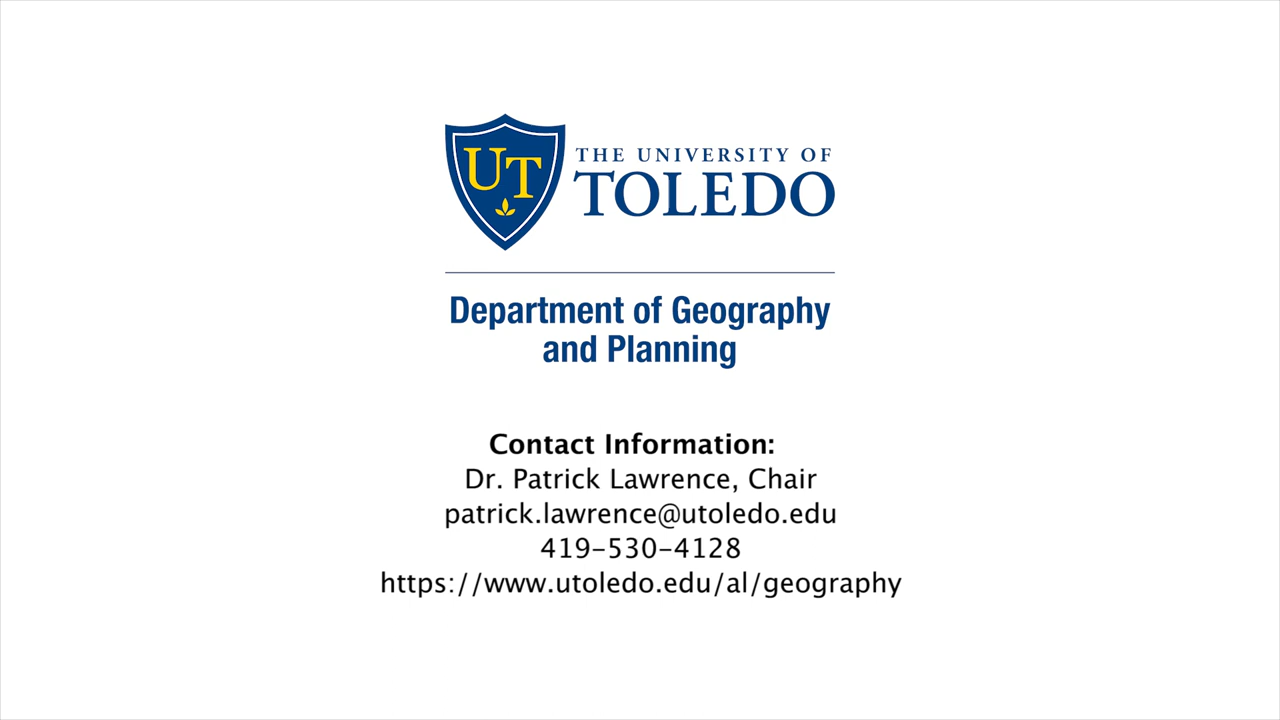 UT
THE UNIVERSITY OF
TOLEDO
Department of Geography
and Planning
Contact Information:
Dr. Patrick Lawrence, Chair
patrick.lawrence@utoledo.edu
419-530-4128
https://www.utoledo.edu/al/geography